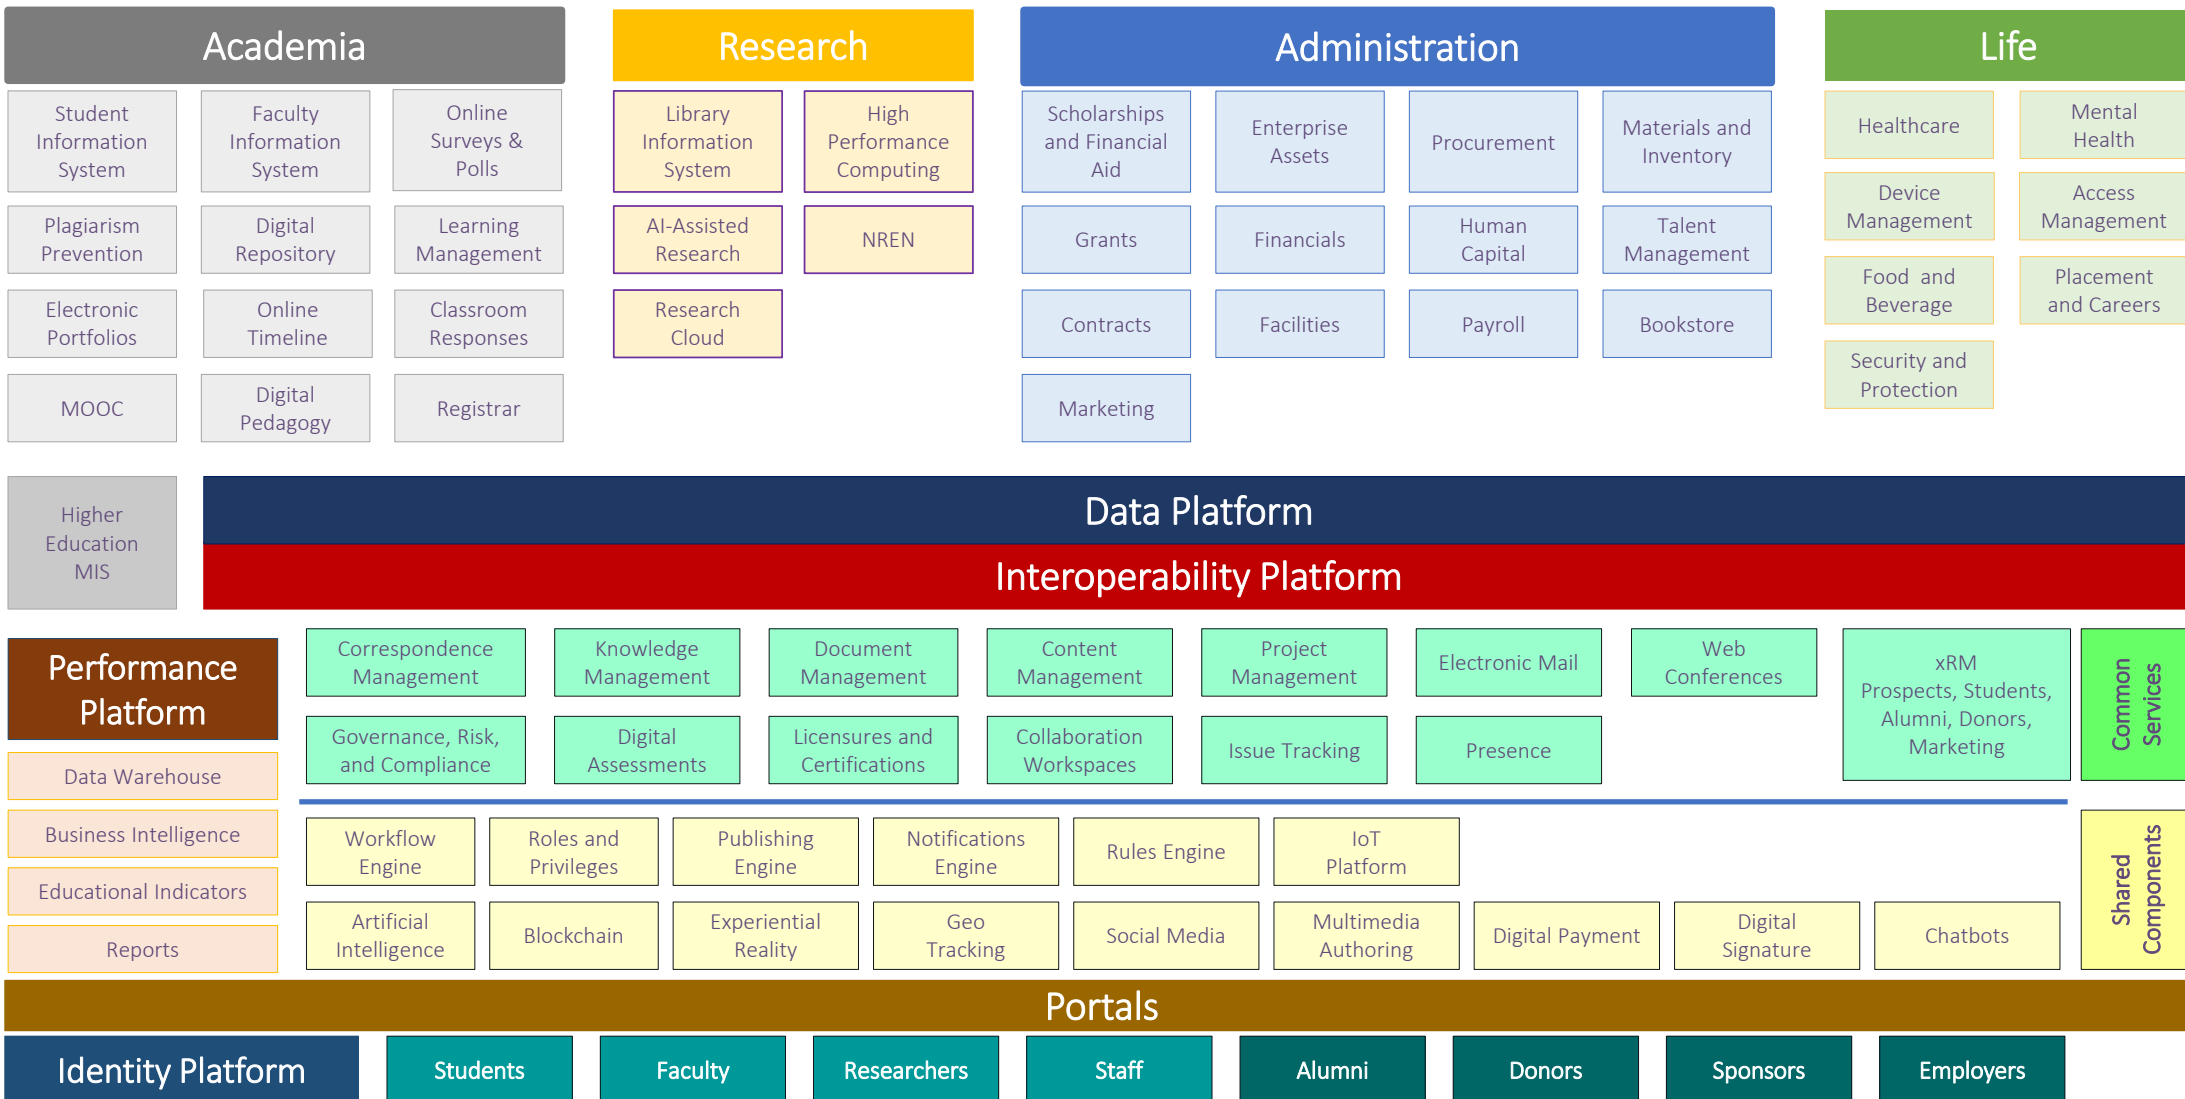 Academia
Research
Administration
Life
Student
Information
System
Faculty
Information
System
Online
Surveys &
Polls
Library
Information
System
High
Performance
Computing
Scholarships
and Financial
Aid
Enterprise
Assets
Procurement
Materials and
Inventory
Healthcare
Mental
Health
Plagiarism
Prevention
Digital
Repository
Learning
Management
AI-Assisted
Research
NREN
Grants
Financials
Human
Capital
Talent
Management
Device
Management
Access
Management
Electronic
Portfolios
Online
Timeline
Classroom
Responses
Research
Cloud
Contracts
Facilities
Payroll
Bookstore
Food and
Beverage
Placement
and Careers
MOOC
Digital
Pedagogy
Registrar
Marketing
Security and
Protection
Higher
Education
MIS
Data Platform
Interoperability Platform
Performance
Platform
Data Warehouse
Business Intelligence
Educational Indicators
Reports
Correspondence
Management
Knowledge
Management
Document
Management
Content
Management
Project
Management
Electronic Mail
Web
Conferences
xRM
Prospects, Students,
Alumni, Donors,
Marketing
Common
Services
Governance, Risk,
and Compliance
Digital
Assessments
Licensures and
Certifications
Collaboration
Workspaces
Issue Tracking
Presence
Workflow
Engine
Roles and
Privileges
Publishing
Engine
Notifications
Engine
Rules Engine
IoT
Platform
Shared
Components
Artificial
Intelligence
Blockchain
Experiential
Reality
Geo
Tracking
Social Media
Multimedia
Authoring
Digital Payment
Digital
Signature
Chatbots
Portals
Identity Platform
Students
Faculty
Researchers
Staff
Alumni
Donors
Sponsors
Employers